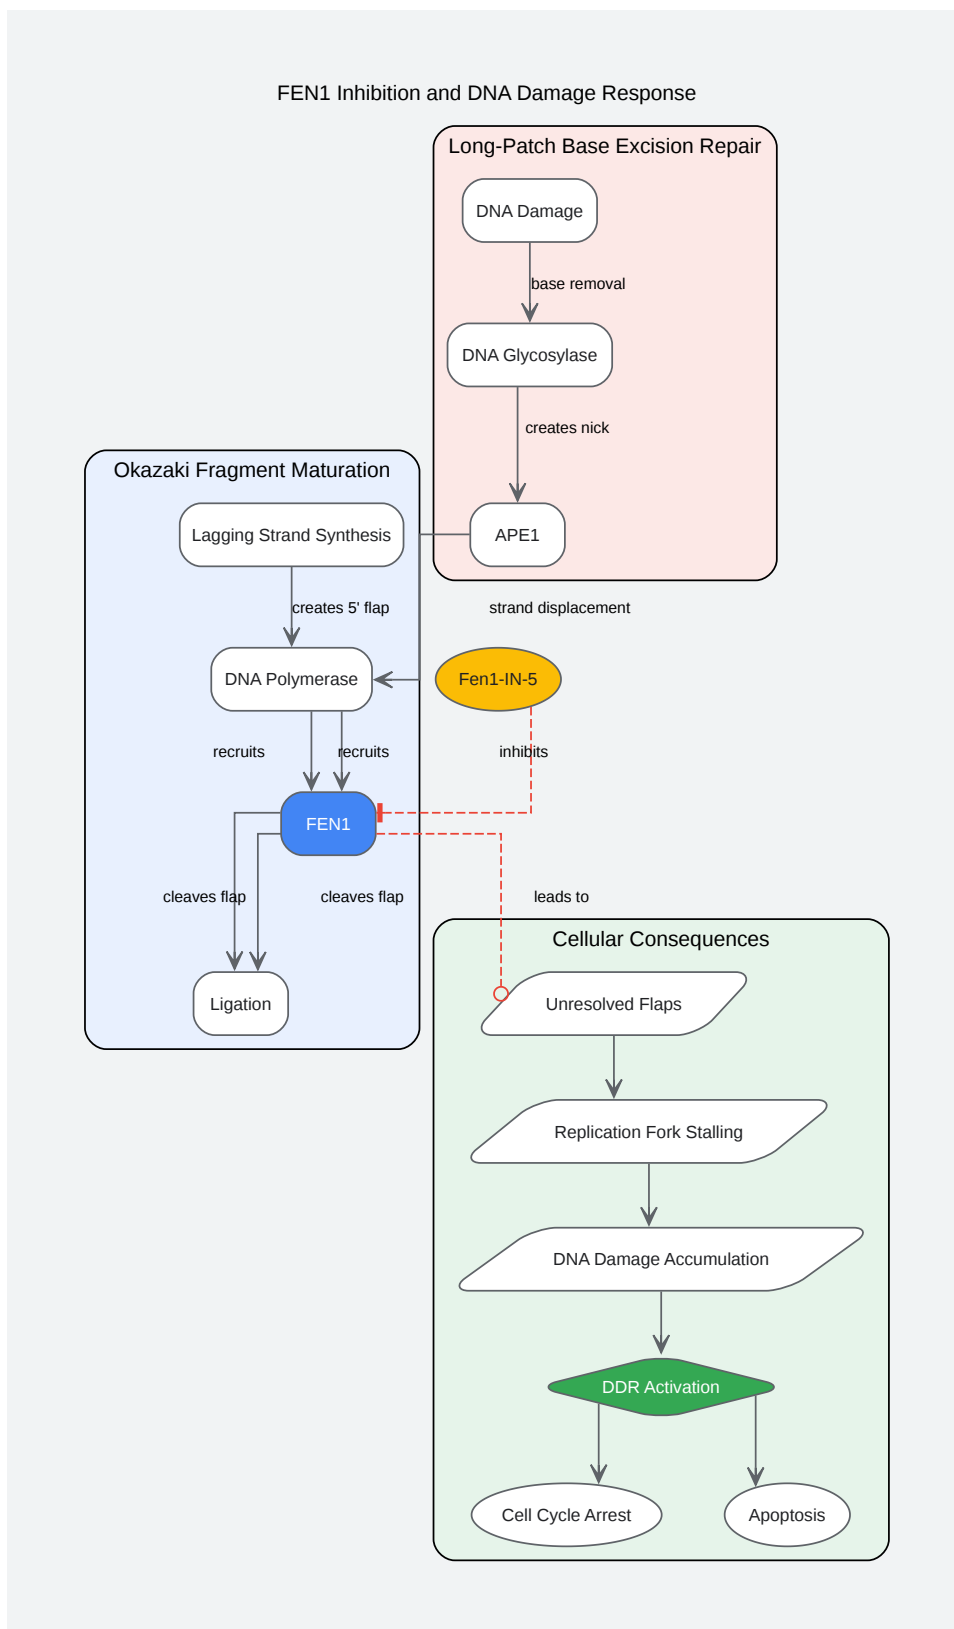 FEN1 Inhibition and DNA Damage Response
Long-Patch Base Excision Repair
DNA Damage
base removal
DNA Glycosylase
creates nick
APE1
Okazaki Fragment Maturation
Lagging Strand Synthesis
creates 5' flap
strand displacement
DNA Polymerase
Fen1-IN-5
recruits
recruits
inhibits
FEN1
cleaves flap
cleaves flap
leads to
Ligation
Cellular Consequences
Unresolved Flaps
Replication Fork Stalling
DNA Damage Accumulation
DDR Activation
Cell Cycle Arrest
Apoptosis